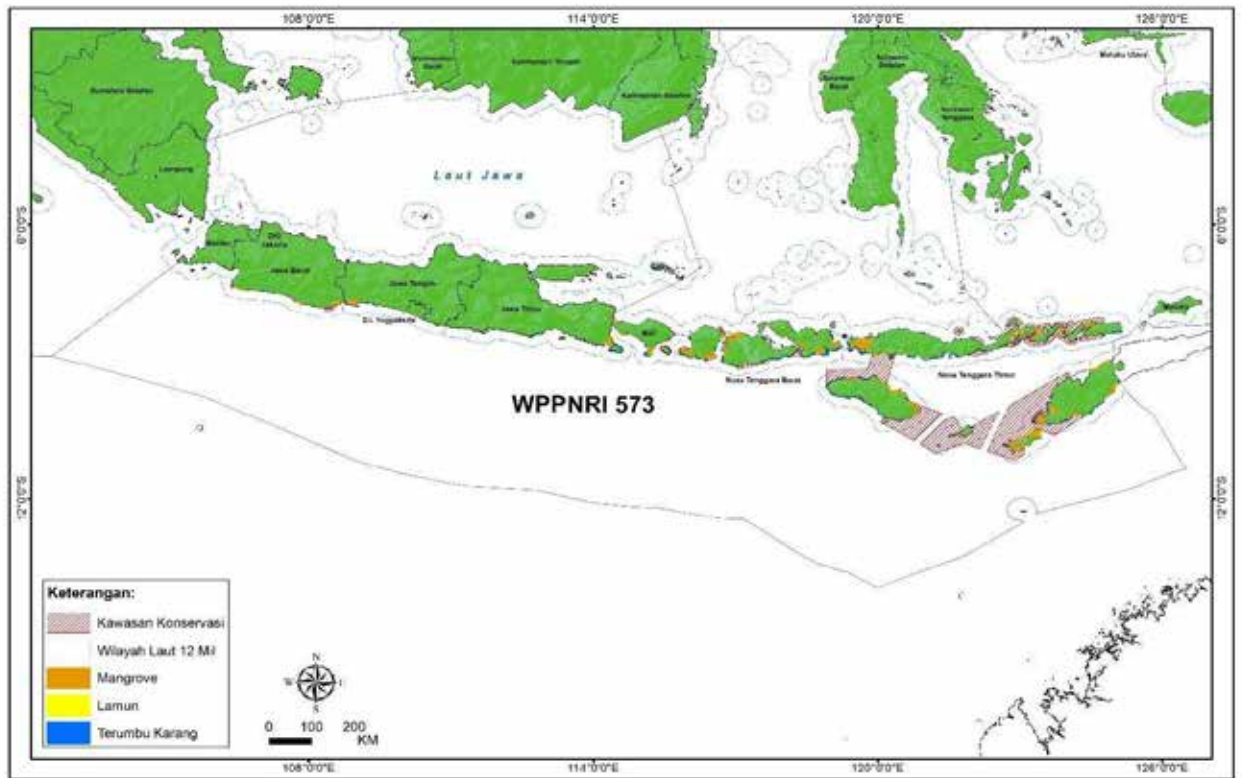 108°0'0"E 114°0'0"E 120°0'0"E 126°0'0"E
Maluku Utara
Kalimantan Barat
Kalimantan Tengah
Sulawesi Selatan
Sumatera Selatan
Kalimantan Selatan
Sulawesi Barat
Sulawesi Tenggara
Lampung
Laut Jawa
6°0'0"S 6°0'0"S
Banten
DKI Jakarta
Jawa Barat
Jawa Tengah
Jawa Timur
Maluku
D.I. Yogyakarta
Bali
Nusa Tenggara Barat
Nusa Tenggara Timur
WPPNRI 573
12°0'0"S 12°0'0"S
Keterangan:
Kawasan Konservasi
Wilayah Laut 12 Mil
Mangrove
Lamun
Terumbu Karang
N
W E
S
0 100 200
KM
108°0'0"E 114°0'0"E 120°0'0"E 126°0'0"E